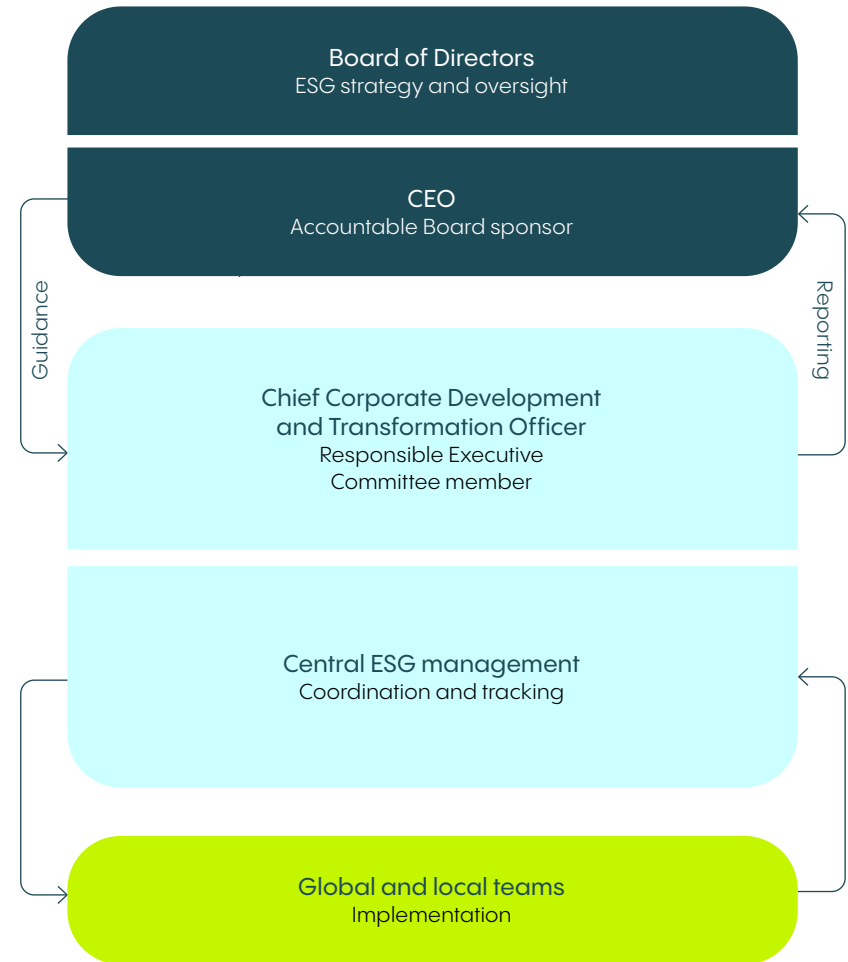 Board of Directors
ESG strategy and oversight
CEO
Accountable Board sponsor
Guidance
Reporting
Chief Corporate Development
and Transformation Officer
Responsible Executive
Committee member
Central ESG management
Coordination and tracking
Global and local teams
Implementation